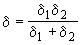 δ = δ₁δ₂ / (δ₁ + δ₂)